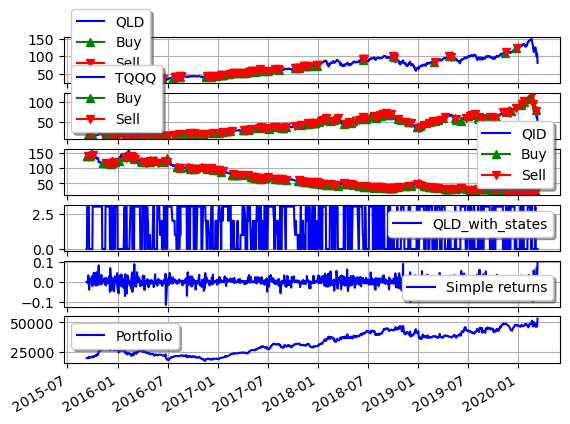 QLD
Buy
Sell
150
100
50
TQQQ
Buy
Sell
100
50
QID
Buy
Sell
150
100
50
2.5
0.0
QLD_with_states
0.1
0.0
−0.1
Simple returns
50000
25000
Portfolio
2015-07
2016-01
2016-07
2017-01
2017-07
2018-01
2018-07
2019-01
2019-07
2020-01